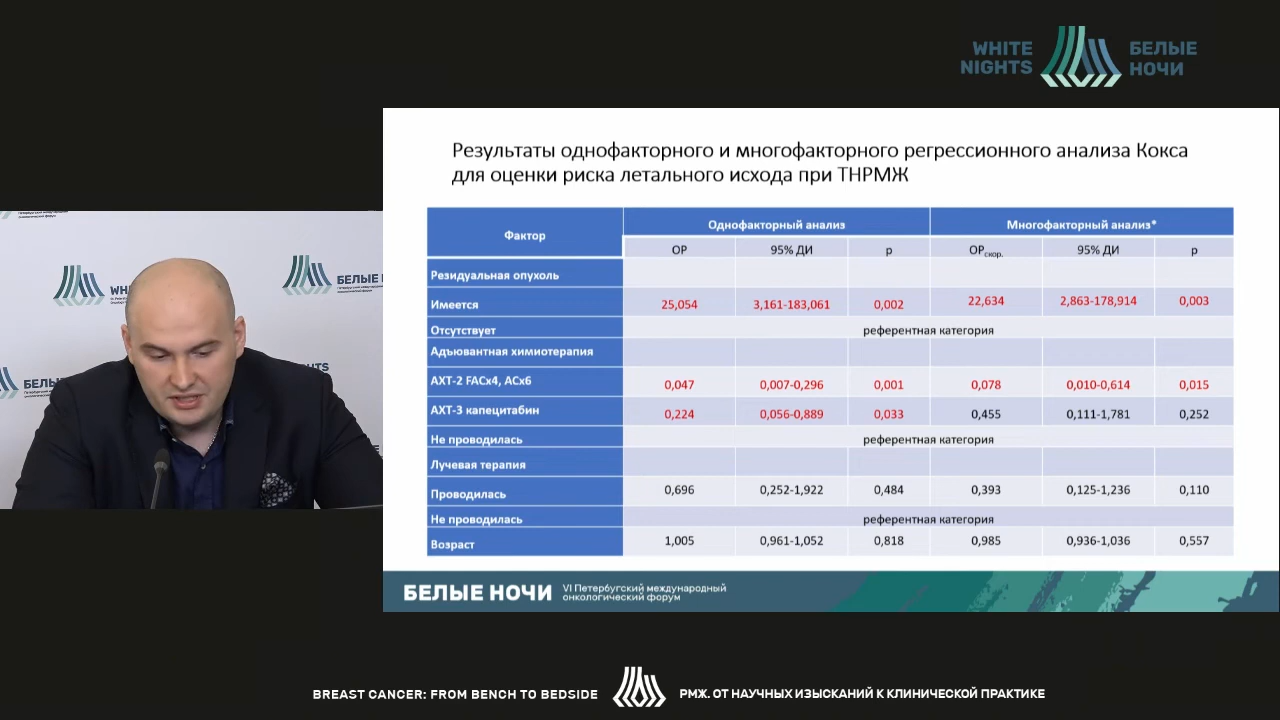 WHITE NIGHTS
БЕЛЫЕ НОЧИ
Результаты однофакторного и многофакторного регрессионного анализа Кокса
для оценки риска летального исхода при ТНРМЖ
Фактор
Однофакторный анализ
Многофакторный анализ*
ОР 95% ДИ р ОРскор. 95% ДИ р
Резидуальная опухоль
Имеется 25,054 3,161-183,061 0,002 22,634 2,863-178,914 0,003
Отсутствует референтная категория
Адъювантная химиотерапия
АХТ-2 FACx4, ACx6 0,047 0,007-0,296 0,001 0,078 0,010-0,614 0,015
АХТ-3 капецитабин 0,224 0,056-0,889 0,033 0,455 0,111-1,781 0,252
Не проводилась референтная категория
Лучевая терапия
Проводилась 0,696 0,252-1,922 0,484 0,393 0,125-1,236 0,110
Не проводилась референтная категория
Возраст 1,005 0,961-1,052 0,818 0,985 0,936-1,036 0,557
БЕЛЫЕ НОЧИ
VI Петербугский международный
онкологический форум
BREAST CANCER: FROM BENCH TO BEDSIDE
РМЖ. ОТ НАУЧНЫХ ИЗЫСКАНИЙ К КЛИНИЧЕСКОЙ ПРАКТИКЕ